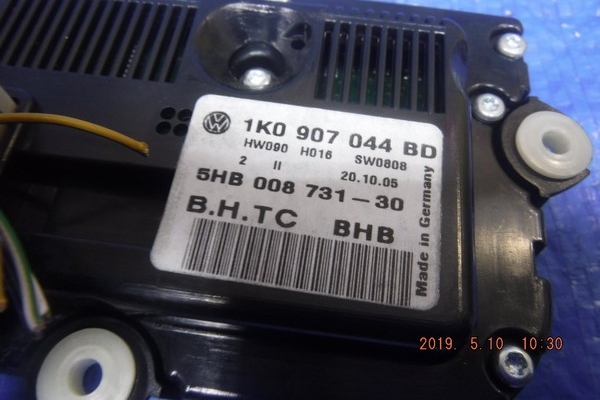 1K0 907 044 BD
HW090 H016 SW0808
2 II 20.10.05
5HB 008 731-30
B.H.TC BHB
Made in Germany
2019. 5.10 10:30